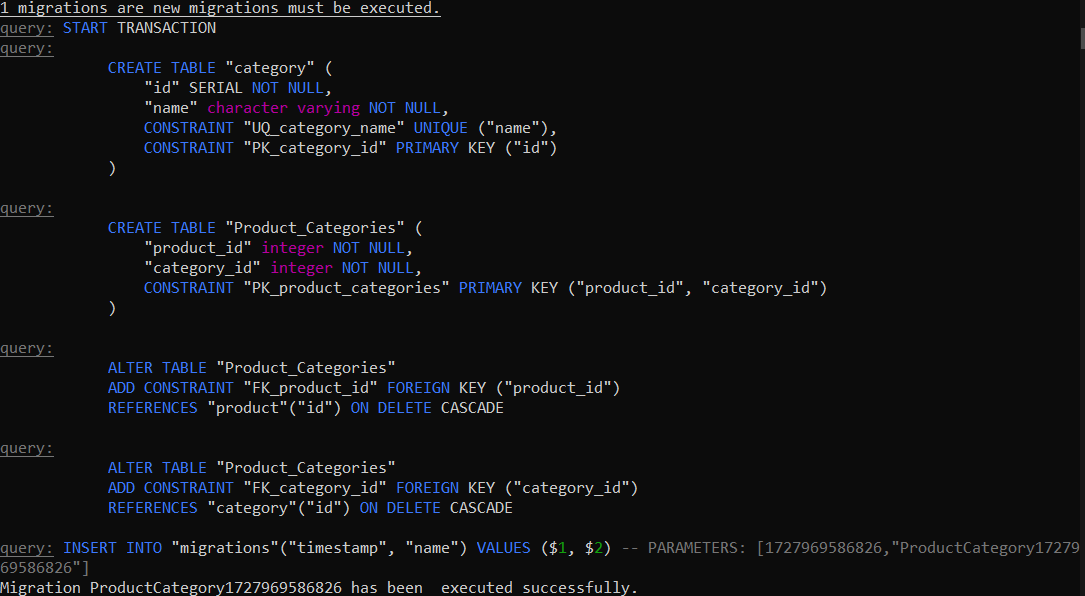 1 migrations are new migrations must be executed.
query: START TRANSACTION
query:
CREATE TABLE "category" (
"id" SERIAL NOT NULL,
"name" character varying NOT NULL,
CONSTRAINT "UQ_category_name" UNIQUE ("name"),
CONSTRAINT "PK_category_id" PRIMARY KEY ("id")
)
query:
CREATE TABLE "Product_Categories" (
"product_id" integer NOT NULL,
"category_id" integer NOT NULL,
CONSTRAINT "PK_product_categories" PRIMARY KEY ("product_id", "category_id")
)
query:
ALTER TABLE "Product_Categories"
ADD CONSTRAINT "FK_product_id" FOREIGN KEY ("product_id")
REFERENCES "product"("id") ON DELETE CASCADE
query:
ALTER TABLE "Product_Categories"
ADD CONSTRAINT "FK_category_id" FOREIGN KEY ("category_id")
REFERENCES "category"("id") ON DELETE CASCADE
query: INSERT INTO "migrations"("timestamp", "name") VALUES ($1, $2) -- PARAMETERS: [1727969586826,"ProductCategory17279
69586826"]
Migration ProductCategory1727969586826 has been  executed successfully.